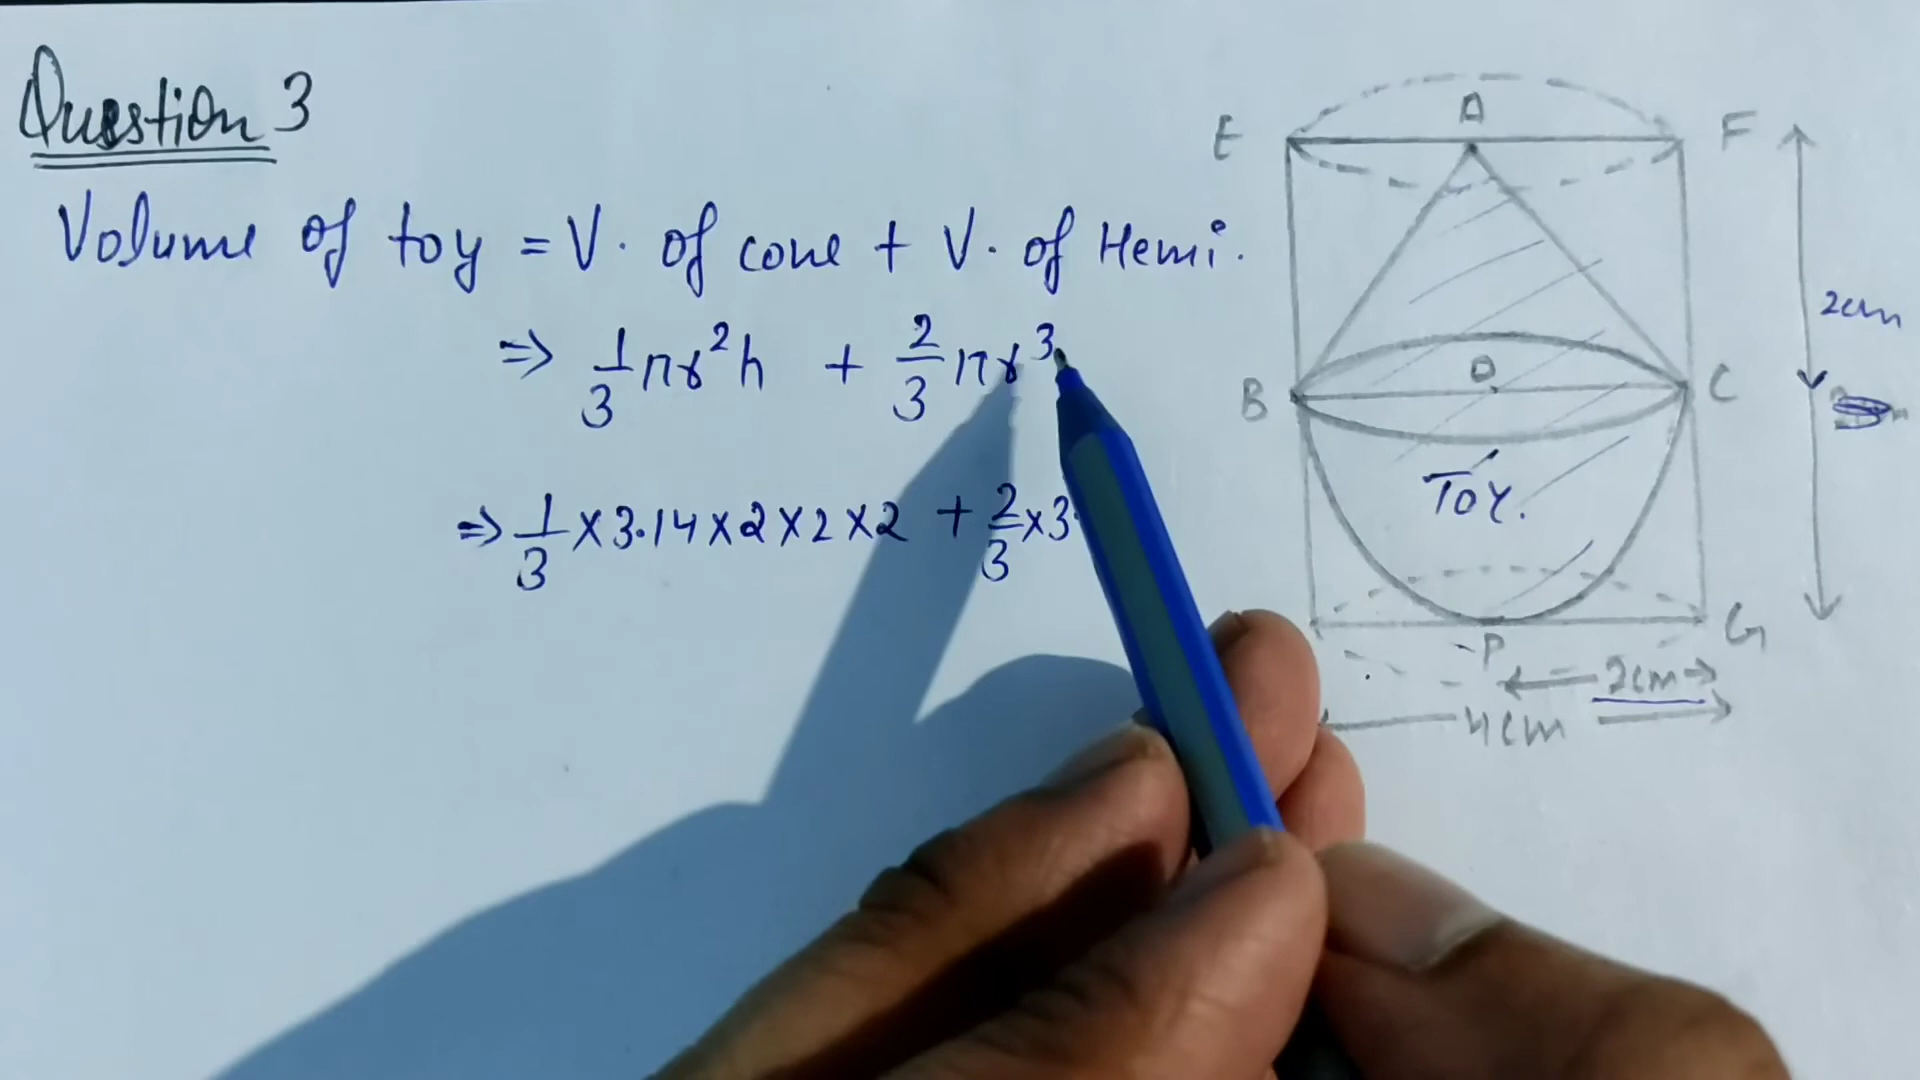 Question 3
Volume of toy = V. of cone + V. of Hemi.
⇒ 1/3 πr²h + 2/3 πr³
⇒ 1/3 × 3.14 × 2 × 2 × 2 + 2/3 × 3.
E A F
2cm
B O C
TOY.
P G
2cm
4cm